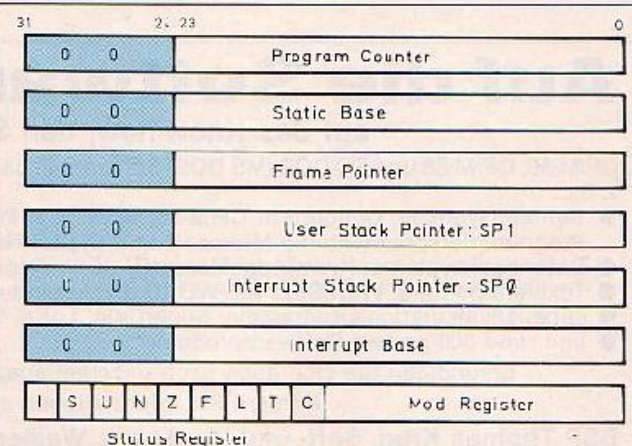 31 24 23 0
0 0 Program Counter
0 0 Static Base
0 0 Frame Pointer
0 0 User Stack Pointer: SP1
0 0 Interrupt Stack Pointer: SP0
0 0 Interrupt Base
I S U N Z F L T C Mod Register
Status Register